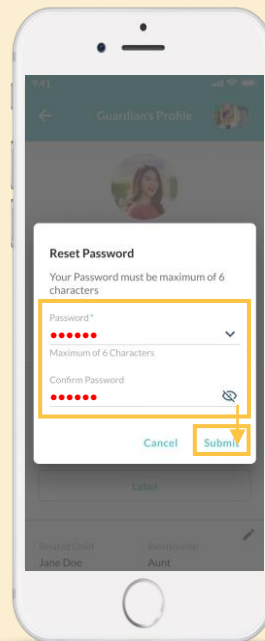 9:41
Guardian's Profile
Reset Password
Your Password must be maximum of 6
characters
Password*
••••••
Maximum of 6 Characters
Confirm Password
••••••
Cancel Submit
Label
Related Child Relationship
Jane Doe Aunt